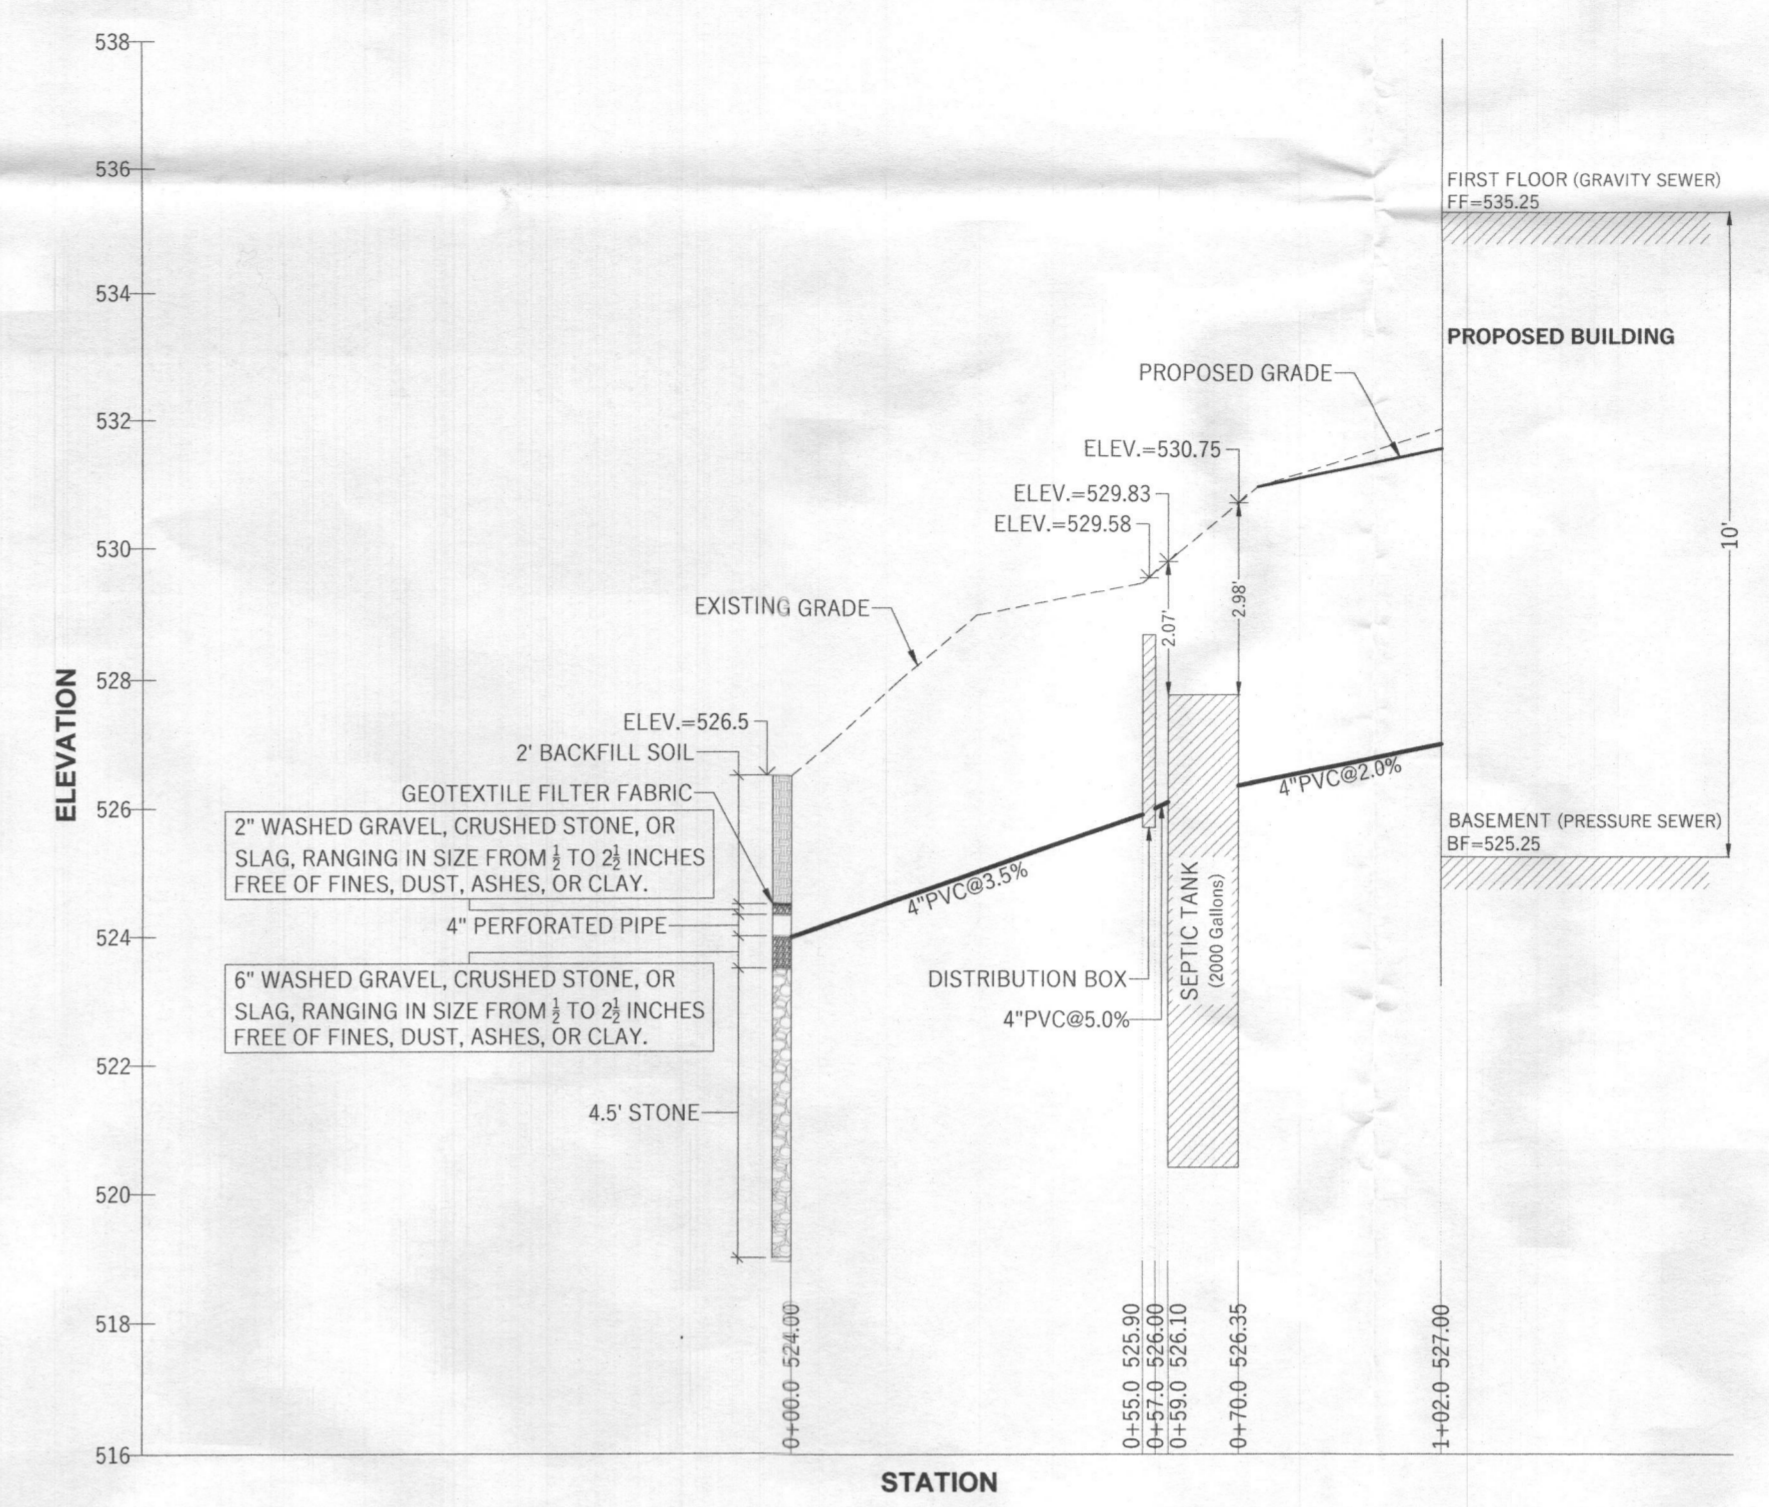 538
536
534
532
530
528
526
524
522
520
518
516
ELEVATION
STATION
FIRST FLOOR (GRAVITY SEWER)
FF=535.25
PROPOSED BUILDING
PROPOSED GRADE
ELEV.=530.75
ELEV.=529.83
ELEV.=529.58
10'
2.98'
2.07'
EXISTING GRADE
ELEV.=526.5
2' BACKFILL SOIL
GEOTEXTILE FILTER FABRIC
2" WASHED GRAVEL, CRUSHED STONE, OR
SLAG, RANGING IN SIZE FROM ½ TO 2½ INCHES
FREE OF FINES, DUST, ASHES, OR CLAY.
4" PERFORATED PIPE
6" WASHED GRAVEL, CRUSHED STONE, OR
SLAG, RANGING IN SIZE FROM ½ TO 2½ INCHES
FREE OF FINES, DUST, ASHES, OR CLAY.
4.5' STONE
4"PVC@3.5%
4"PVC@2.0%
BASEMENT (PRESSURE SEWER)
BF=525.25
DISTRIBUTION BOX
4"PVC@5.0%
SEPTIC TANK
(2000 Gallons)
0+00.0 524.00
0+55.0 525.90
0+57.0 526.00
0+59.0 526.10
0+70.0 526.35
1+02.0 527.00